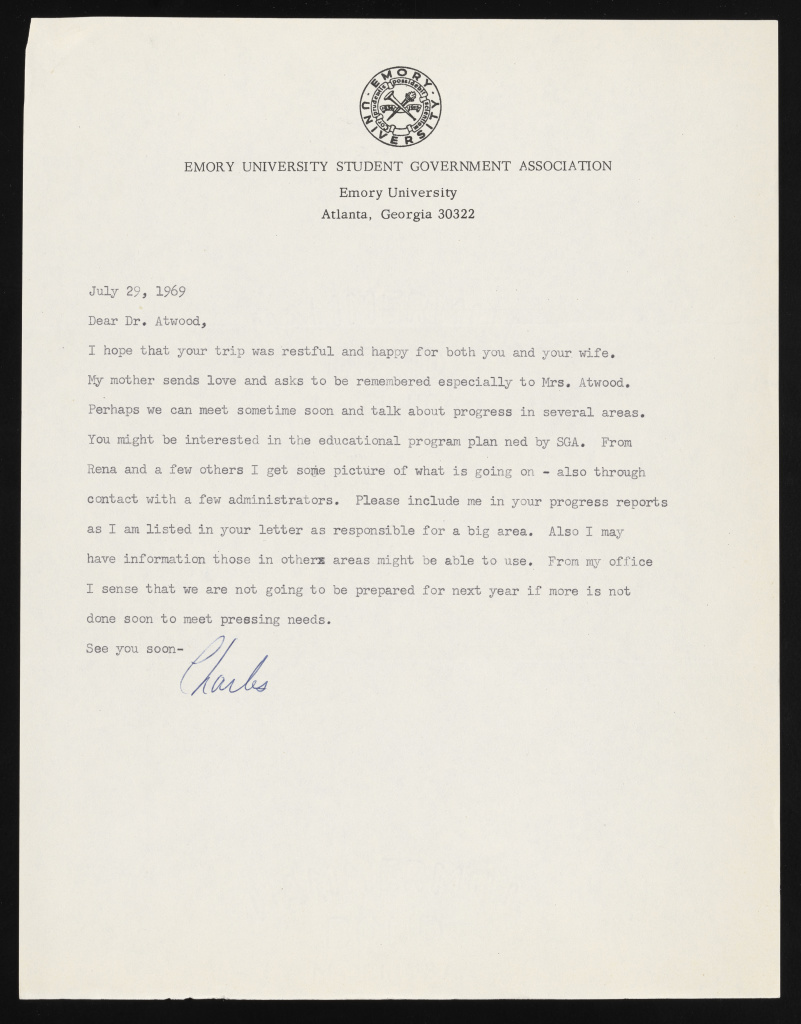 EMORY UNIVERSITY
prudentis possidebit scientiam
EMORY UNIVERSITY STUDENT GOVERNMENT ASSOCIATION
Emory University
Atlanta, Georgia 30322
July 29, 1969
Dear Dr. Atwood,
I hope that your trip was restful and happy for both you and your wife.
My mother sends love and asks to be remembered especially to Mrs. Atwood.
Perhaps we can meet sometime soon and talk about progress in several areas.
You might be interested in the educational program plan ned by SGA. From
Rena and a few others I get some picture of what is going on - also through
contact with a few administrators. Please include me in your progress reports
as I am listed in your letter as responsible for a big area. Also I may
have information those in other areas might be able to use. From my office
I sense that we are not going to be prepared for next year if more is not
done soon to meet pressing needs.
See you soon-
Charles